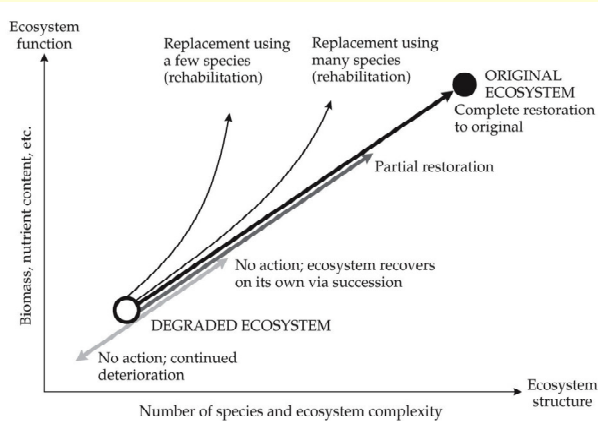 Ecosystem
function
Replacement using
a few species
(rehabilitation)
Replacement using
many species
(rehabilitation)
ORIGINAL
ECOSYSTEM
Complete restoration
to original
Partial restoration
Biomass, nutrient content, etc.
No action; ecosystem recovers
on its own via succession
DEGRADED ECOSYSTEM
No action; continued
deterioration
Ecosystem
structure
Number of species and ecosystem complexity